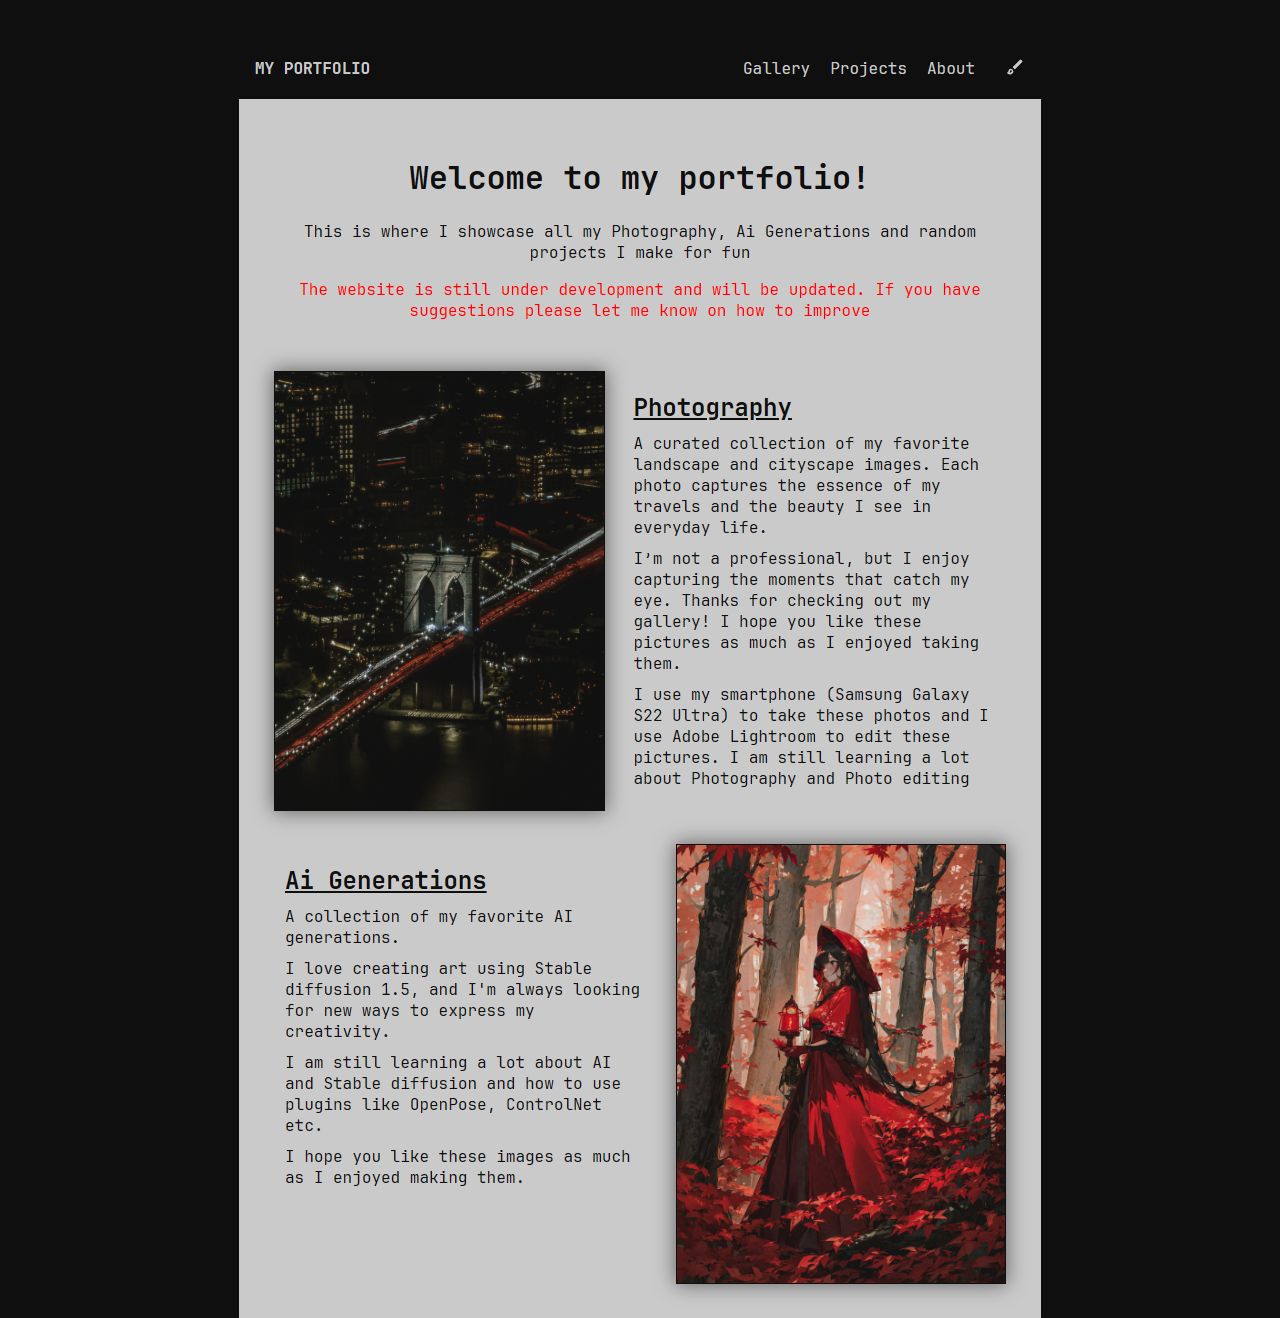 MY PORTFOLIO
Gallery Projects About
Welcome to my portfolio!
This is where I showcase all my Photography, Ai Generations and random
projects I make for fun
The website is still under development and will be updated. If you have
suggestions please let me know on how to improve
Photography
A curated collection of my favorite
landscape and cityscape images. Each
photo captures the essence of my
travels and the beauty I see in
everyday life.
I’m not a professional, but I enjoy
capturing the moments that catch my
eye. Thanks for checking out my
gallery! I hope you like these
pictures as much as I enjoyed taking
them.
I use my smartphone (Samsung Galaxy
S22 Ultra) to take these photos and I
use Adobe Lightroom to edit these
pictures. I am still learning a lot
about Photography and Photo editing
Ai Generations
A collection of my favorite AI
generations.
I love creating art using Stable
diffusion 1.5, and I'm always looking
for new ways to express my
creativity.
I am still learning a lot about AI
and Stable diffusion and how to use
plugins like OpenPose, ControlNet
etc.
I hope you like these images as much
as I enjoyed making them.